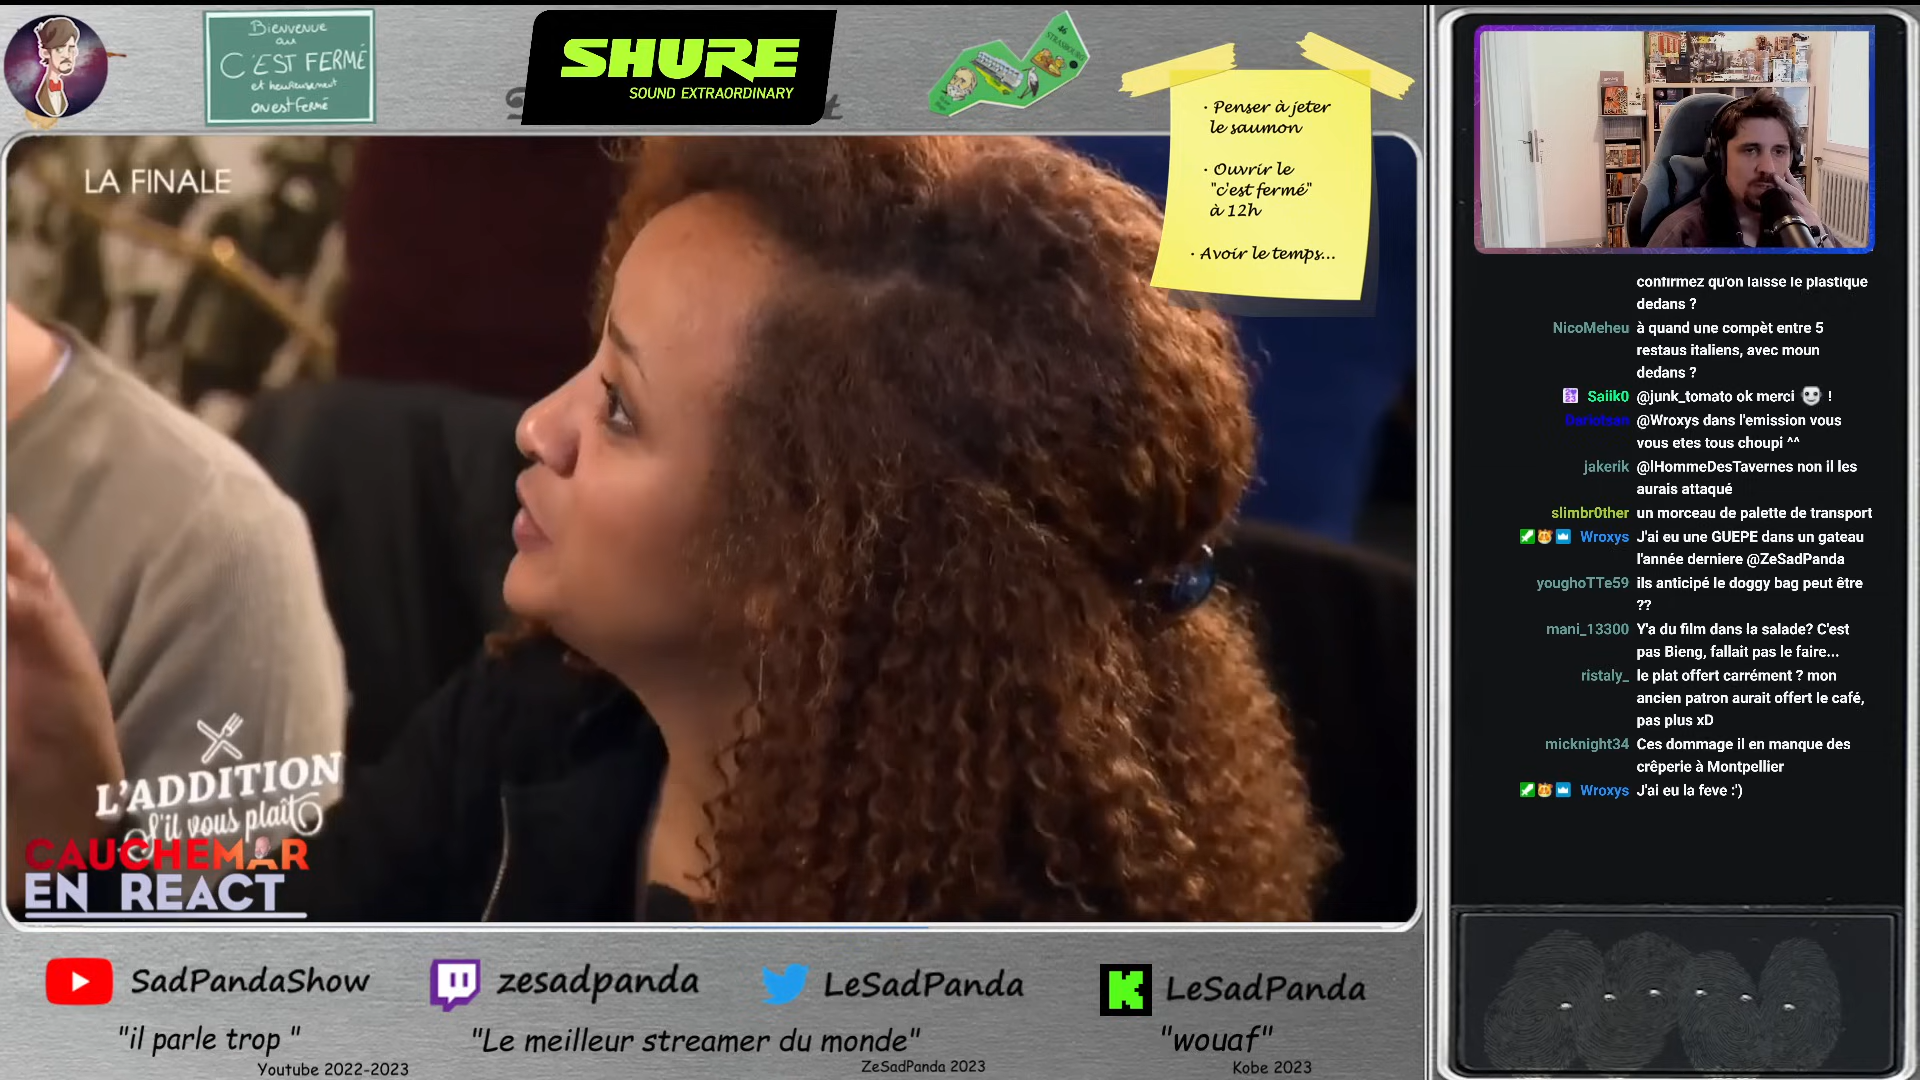 Bienvenue
au
C'EST FERMÉ
et heureusement
ON EST fermé
SHURE
SOUND EXTRAORDINARY
STRASBOURG
• Penser à jeter
le saumon
• Ouvrir le
"c'est fermé"
à 12h
• Avoir le temps...
LA FINALE
L'ADDITION
S'il vous plaît
CAUCHEMAR
EN REACT
SadPandaShow
"il parle trop "
Youtube 2022-2023
zesadpanda
"Le meilleur streamer du monde"
ZeSadPanda 2023
LeSadPanda
LeSadPanda
"wouaf"
Kobe 2023
confirmez qu'on laisse le plastique
dedans ?
NicoMeheu à quand une compèt entre 5
restaus italiens, avec moun
dedans ?
Saiik0 @junk_tomato ok merci !
Dariotsan @Wroxys dans l'emission vous
vous etes tous choupi ^^
jakerik @lHommeDesTavernes non il les
aurais attaqué
slimbr0ther un morceau de palette de transport
Wroxys J'ai eu une GUEPE dans un gateau
l'année derniere @ZeSadPanda
youghoTTe59 ils anticipé le doggy bag peut être
??
mani_13300 Y'a du film dans la salade? C'est
pas Bieng, fallait pas le faire...
ristaly_ le plat offert carrément ? mon
ancien patron aurait offert le café,
pas plus xD
micknight34 Ces dommage il en manque des
crêperie à Montpellier
Wroxys J'ai eu la feve :')